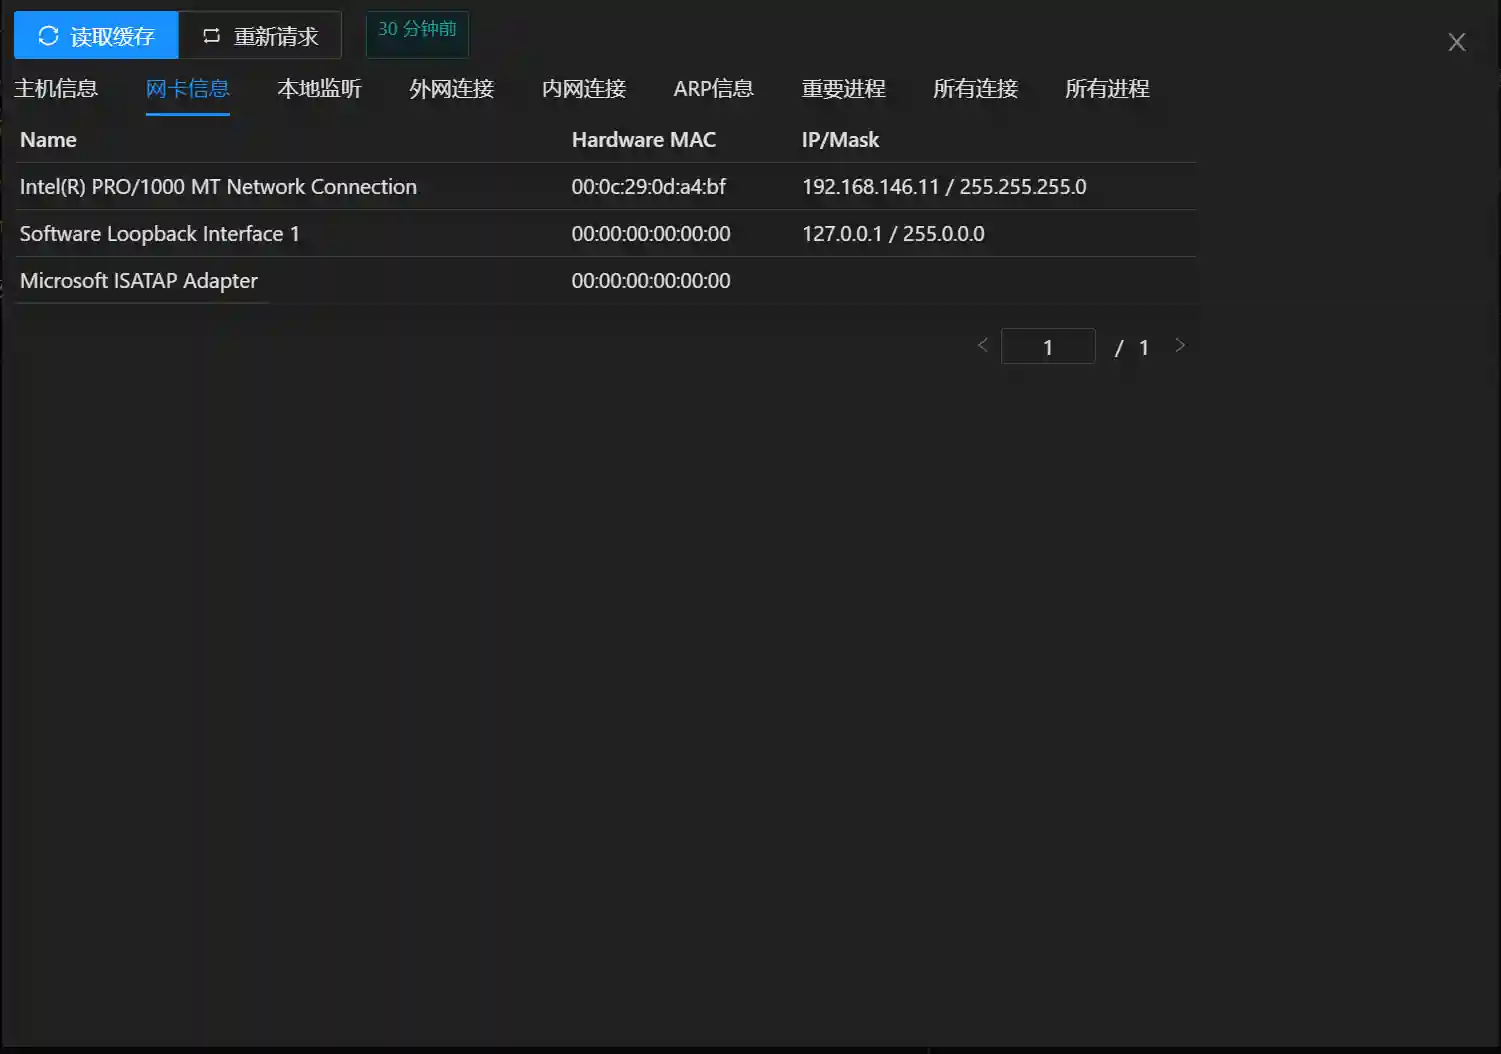 读取缓存 重新请求 30 分钟前
主机信息 网卡信息 本地监听 外网连接 内网连接 ARP信息 重要进程 所有连接 所有进程
Name Hardware MAC IP/Mask
Intel(R) PRO/1000 MT Network Connection 00:0c:29:0d:a4:bf 192.168.146.11 / 255.255.255.0
Software Loopback Interface 1 00:00:00:00:00:00 127.0.0.1 / 255.0.0.0
Microsoft ISATAP Adapter 00:00:00:00:00:00
1 / 1